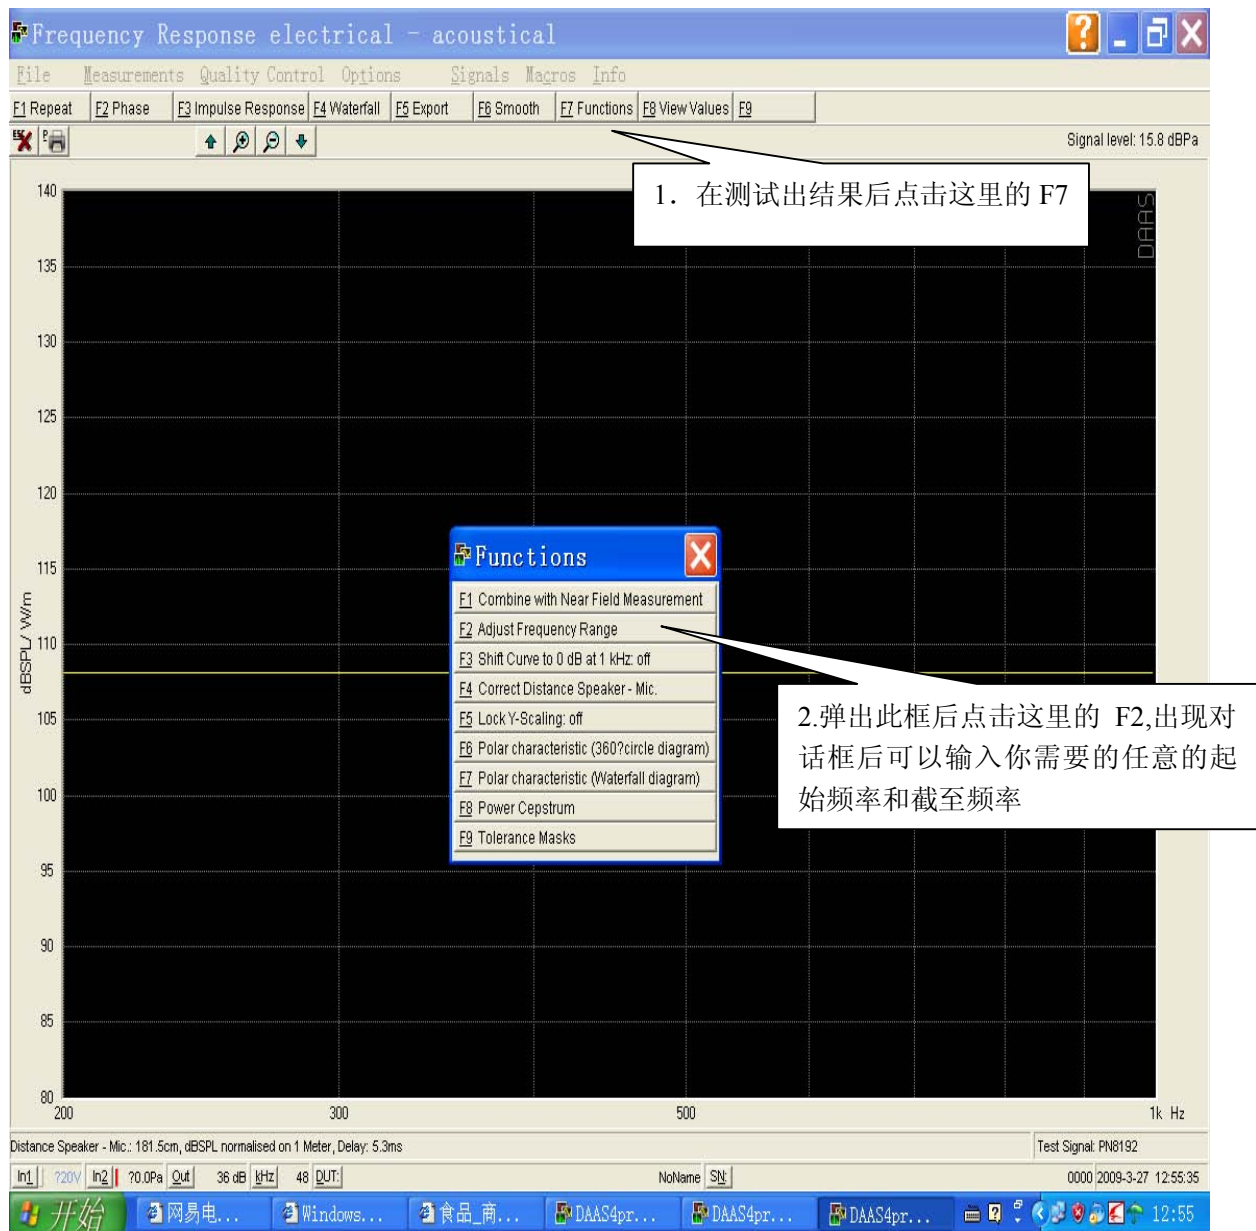 Frequency Response electrical - acoustical
File Measurements Quality Control Options Signals Macros Info
F1 Repeat F2 Phase F3 Impulse Response F4 Waterfall F5 Export F6 Smooth F7 Functions F8 View Values F9
ESC P Signal level: 15.8 dBPa
1. 在测试出结果后点击这里的 F7
DAAS
140
135
130
125
120
115
110
105
100
95
90
85
80
dBSPL/ W/m
Functions
F1 Combine with Near Field Measurement
F2 Adjust Frequency Range
F3 Shift Curve to 0 dB at 1 kHz: off
F4 Correct Distance Speaker - Mic.
F5 Lock Y-Scaling: off
F6 Polar characteristic (360?circle diagram)
F7 Polar characteristic (Waterfall diagram)
F8 Power Cepstrum
F9 Tolerance Masks
2.弹出此框后点击这里的 F2,出现对
话框后可以输入你需要的任意的起
始频率和截至频率
200 300 500 1k Hz
Distance Speaker - Mic.: 181.5cm, dBSPL normalised on 1 Meter, Delay: 5.3ms Test Signal: PN8192
In1 ?20V In2 ?0.0Pa Out 36 dB kHz 48 DUT: NoName SN: 0000 2009-3-27 12:55:35
开始 网易电... Windows... 食品_商... DAAS4pr... DAAS4pr... DAAS4pr... 12:55